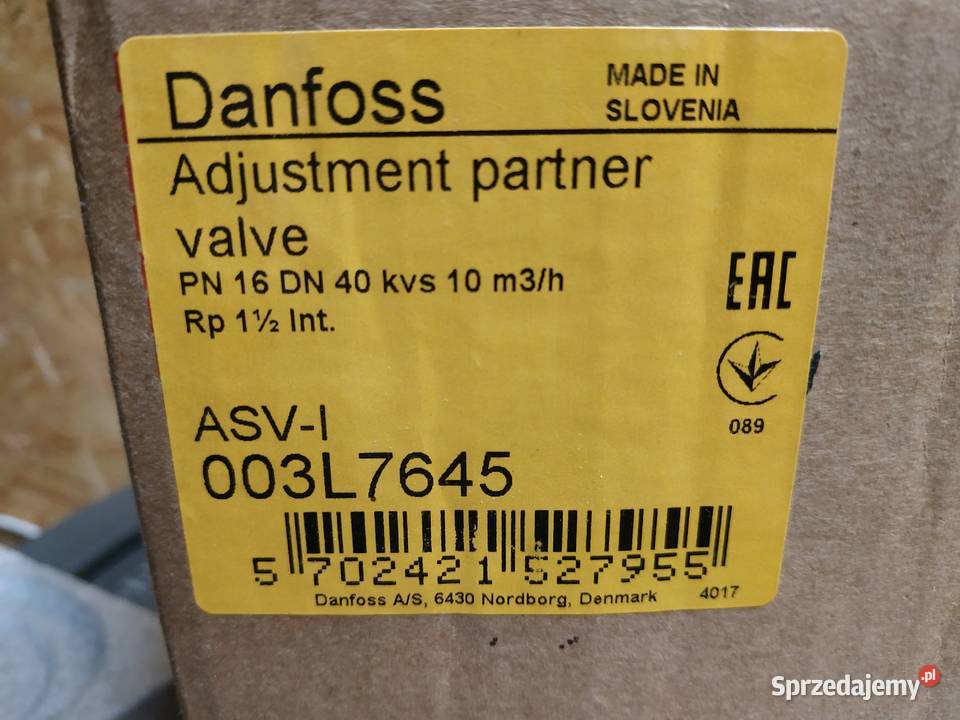 Danfoss
MADE IN
SLOVENIA
Adjustment partner
valve
PN 16 DN 40 kvs 10 m3/h
Rp 1½ Int.
EAC
089
ASV-I
003L7645
5 702421 527955
Danfoss A/S, 6430 Nordborg, Denmark
4017
Sprzedajemy.pl